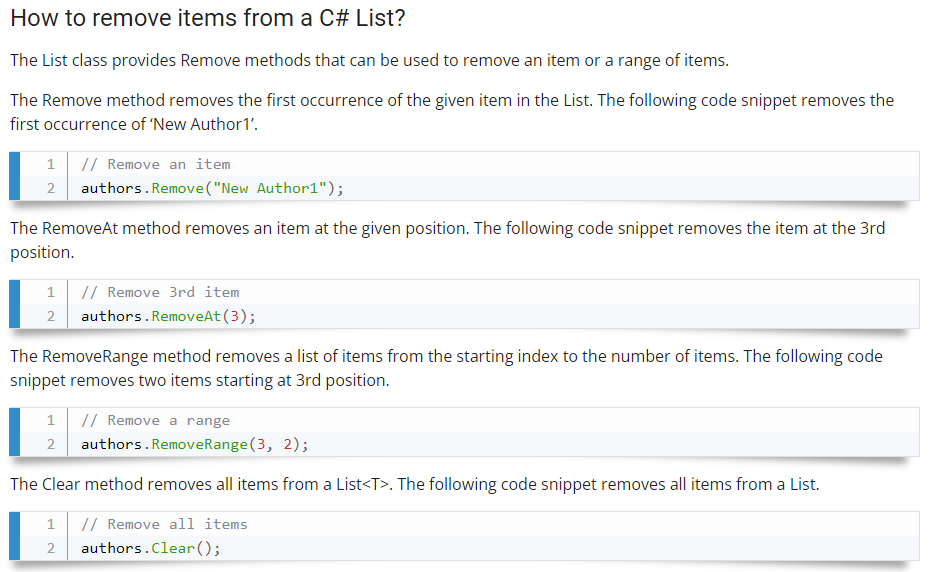 How to remove items from a C# List?
The List class provides Remove methods that can be used to remove an item or a range of items.
The Remove method removes the first occurrence of the given item in the List. The following code snippet removes the
first occurrence of ‘New Author1’.
1 // Remove an item
2 authors.Remove("New Author1");
The RemoveAt method removes an item at the given position. The following code snippet removes the item at the 3rd
position.
1 // Remove 3rd item
2 authors.RemoveAt(3);
The RemoveRange method removes a list of items from the starting index to the number of items. The following code
snippet removes two items starting at 3rd position.
1 // Remove a range
2 authors.RemoveRange(3, 2);
The Clear method removes all items from a List<T>. The following code snippet removes all items from a List.
1 // Remove all items
2 authors.Clear();